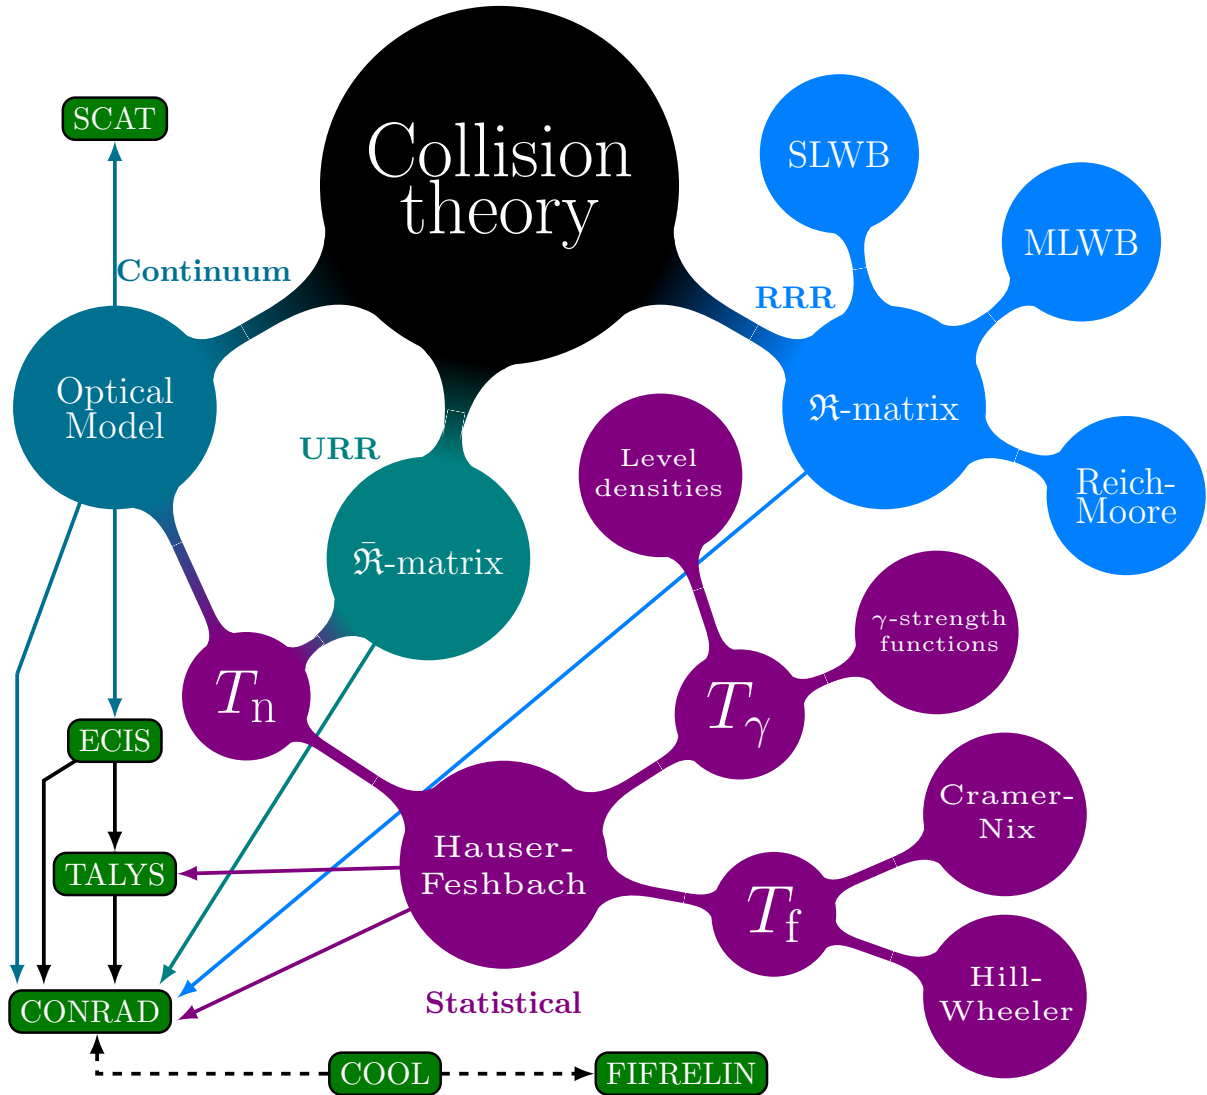 SCAT
Collision
theory
SLWB
MLWB
Continuum
RRR
Optical
Model
ℜ-matrix
URR
Level
densities
Reich-
Moore
ℜ̄-matrix
γ-strength
functions
Tn
Tγ
ECIS
Cramer-
Nix
Hauser-
Feshbach
TALYS
Tf
Hill-
Wheeler
Statistical
CONRAD
COOL
FIFRELIN